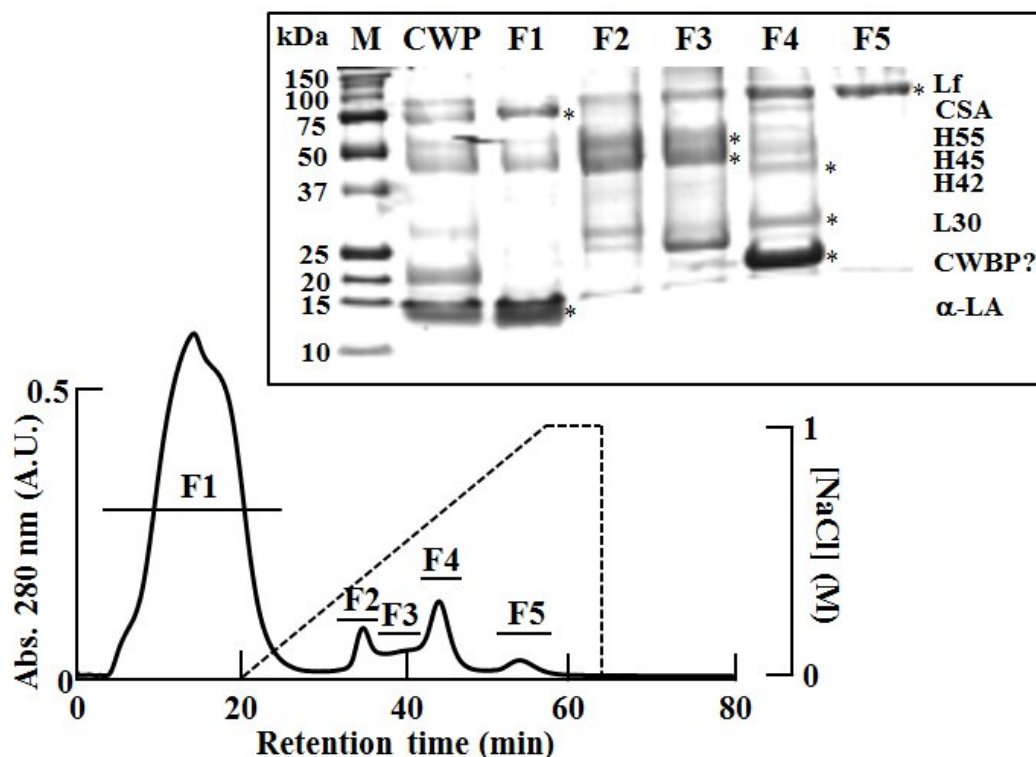 kDa M CWP F1 F2 F3 F4 F5
150
100
75
50
37
25
20
15
10
* Lf
* CSA
* H55
* H45
* H42
* L30
* CWBP?
* α-LA
0.5
0
Abs. 280 nm (A.U.)
F1
F2
F3
F4
F5
1
0
[NaCl] (M)
0 20 40 60 80
Retention time (min)